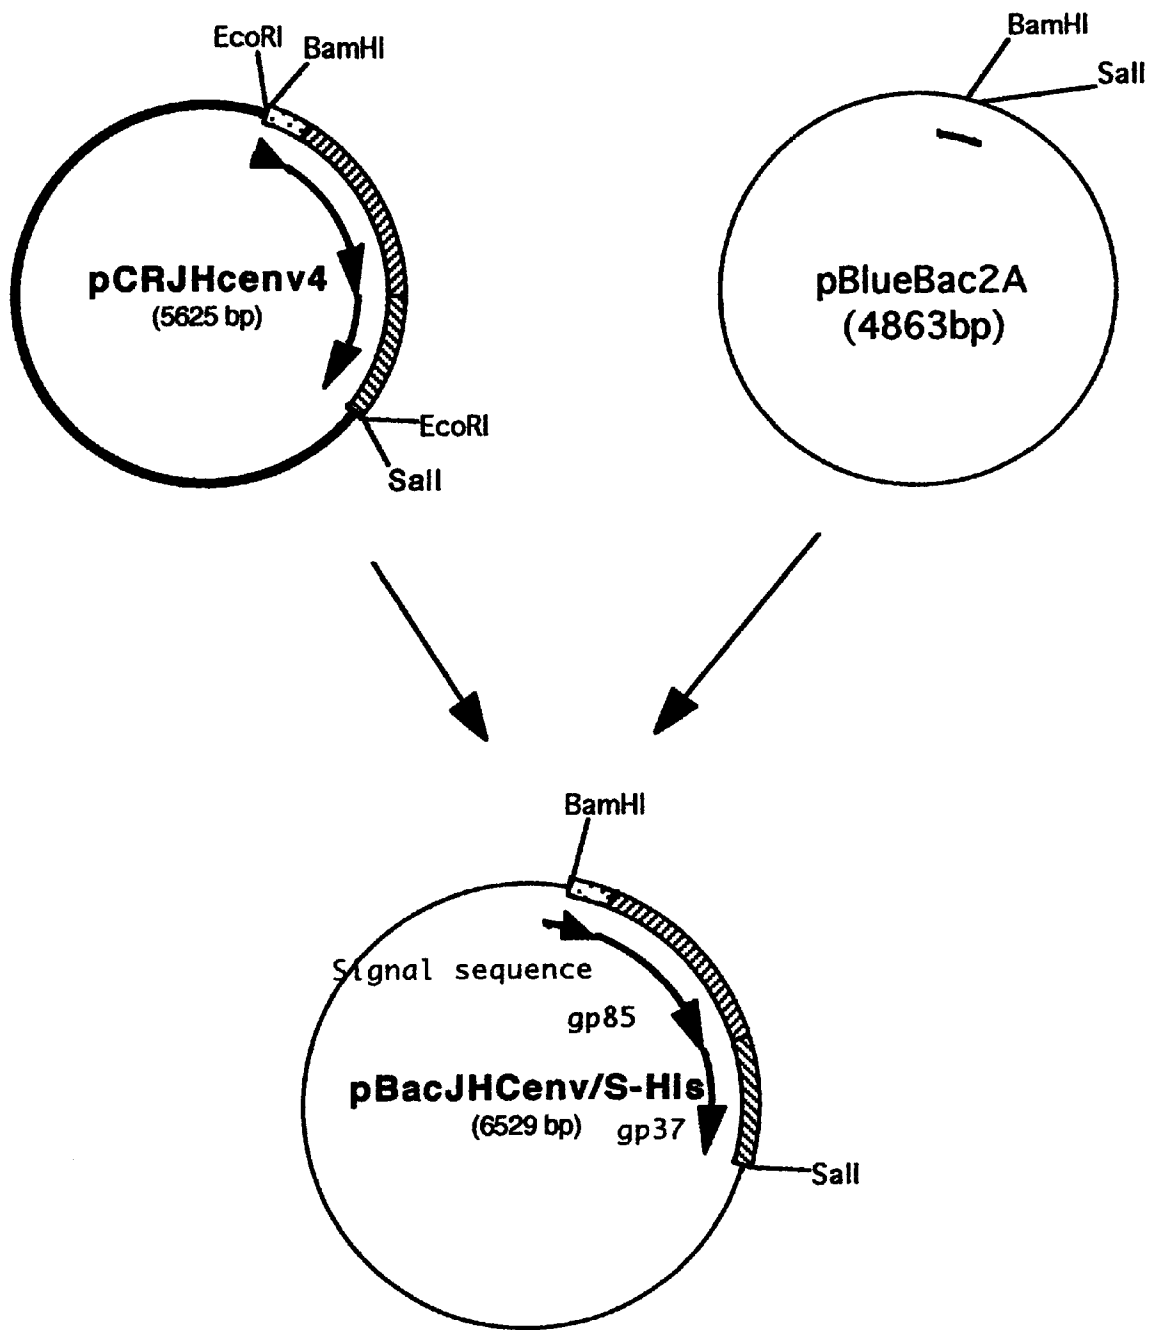 EcoRI
BamHI
BamHI
SalI
pCRJHcenv4
(5625 bp)
pBlueBac2A
(4863bp)
EcoRI
SalI
BamHI
Signal sequence
gp85
pBacJHCenv/S-His
(6529 bp)
gp37
SalI